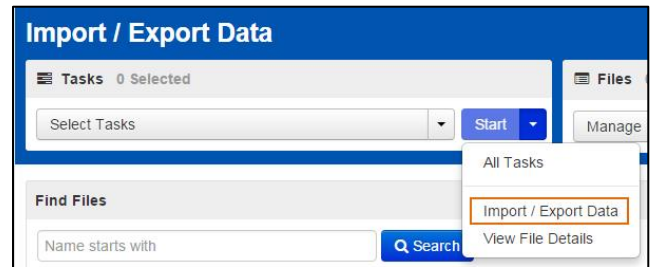 Import / Export Data
Tasks 0 Selected
Files
Select Tasks
Start
Manage
All Tasks
Import / Export Data
View File Details
Find Files
Name starts with
Search